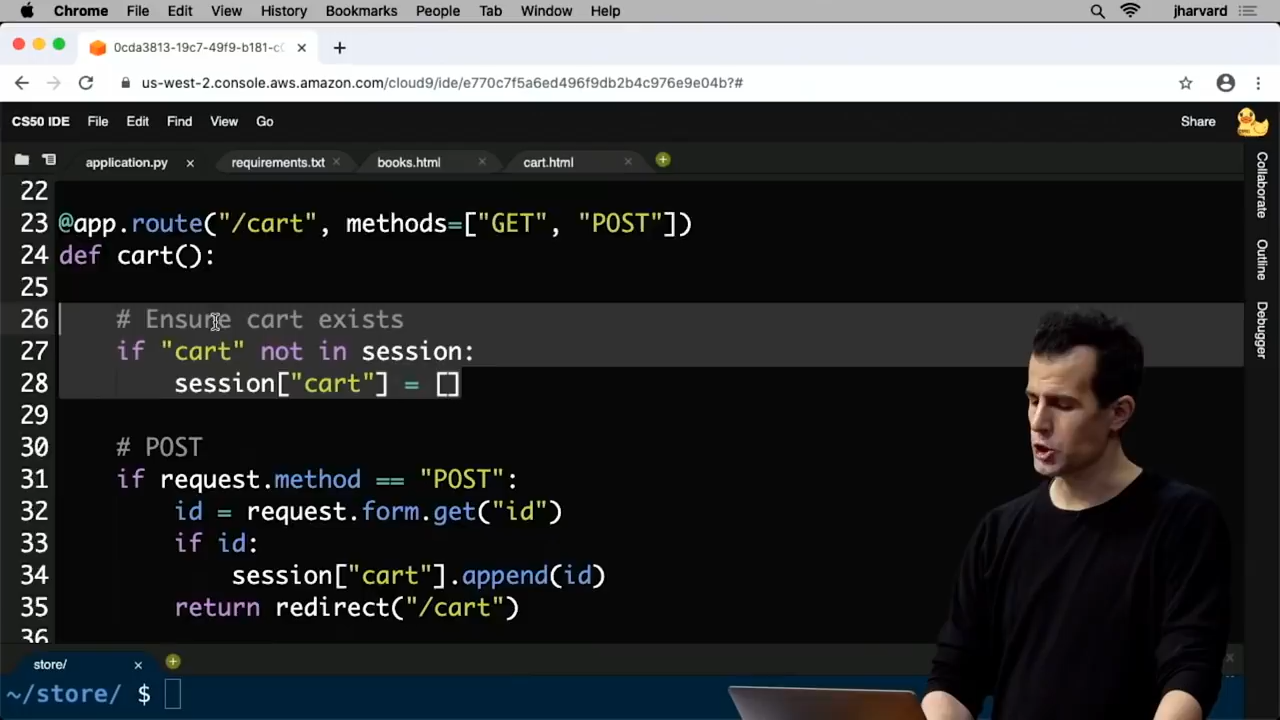 Chrome File Edit View History Bookmarks People Tab Window Help jharvard
0cda3813-19c7-49f9-b181-c
us-west-2.console.aws.amazon.com/cloud9/ide/e770c7f5a6ed496f9db2b4c976e9e04b?#
CS50 IDE File Edit Find View Go Share
application.py requirements.txt books.html cart.html
Collaborate
Outline
Debugger
22
23 @app.route("/cart", methods=["GET", "POST"])
24 def cart():
25
26 # Ensure cart exists
27 if "cart" not in session:
28 session["cart"] = []
29
30 # POST
31 if request.method == "POST":
32 id = request.form.get("id")
33 if id:
34 session["cart"].append(id)
35 return redirect("/cart")
36
store/
~/store/ $